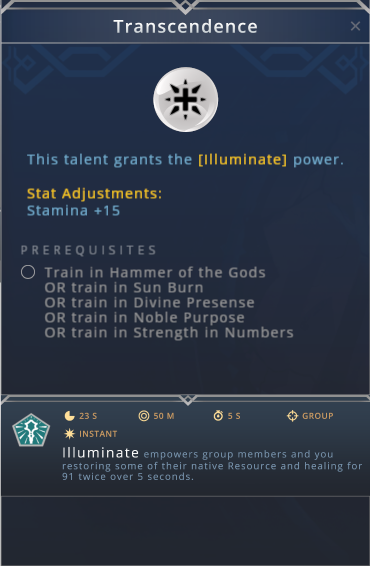 Transcendence
This talent grants the [Illuminate] power.
Stat Adjustments:
Stamina +15
PREREQUISITES
Train in Hammer of the Gods
OR train in Sun Burn
OR train in Divine Presense
OR train in Noble Purpose
OR train in Strength in Numbers
23 S 50 M 5 S GROUP
INSTANT
Illuminate empowers group members and you
restoring some of their native Resource and healing for
91 twice over 5 seconds.